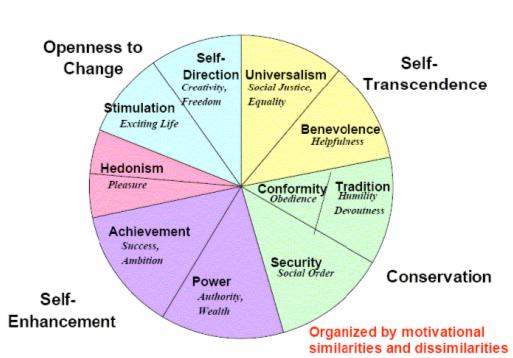 Openness to
Change
Self-
Direction
Creativity,
Freedom
Universalism
Social Justice,
Equality
Self-
Transcendence
Stimulation
Exciting Life
Benevolence
Helpfulness
Hedonism
Pleasure
Conformity
Obedience
Tradition
Humility
Devoutness
Achievement
Success,
Ambition
Security
Social Order
Power
Authority,
Wealth
Conservation
Self-
Enhancement
Organized by motivational
similarities and dissimilarities